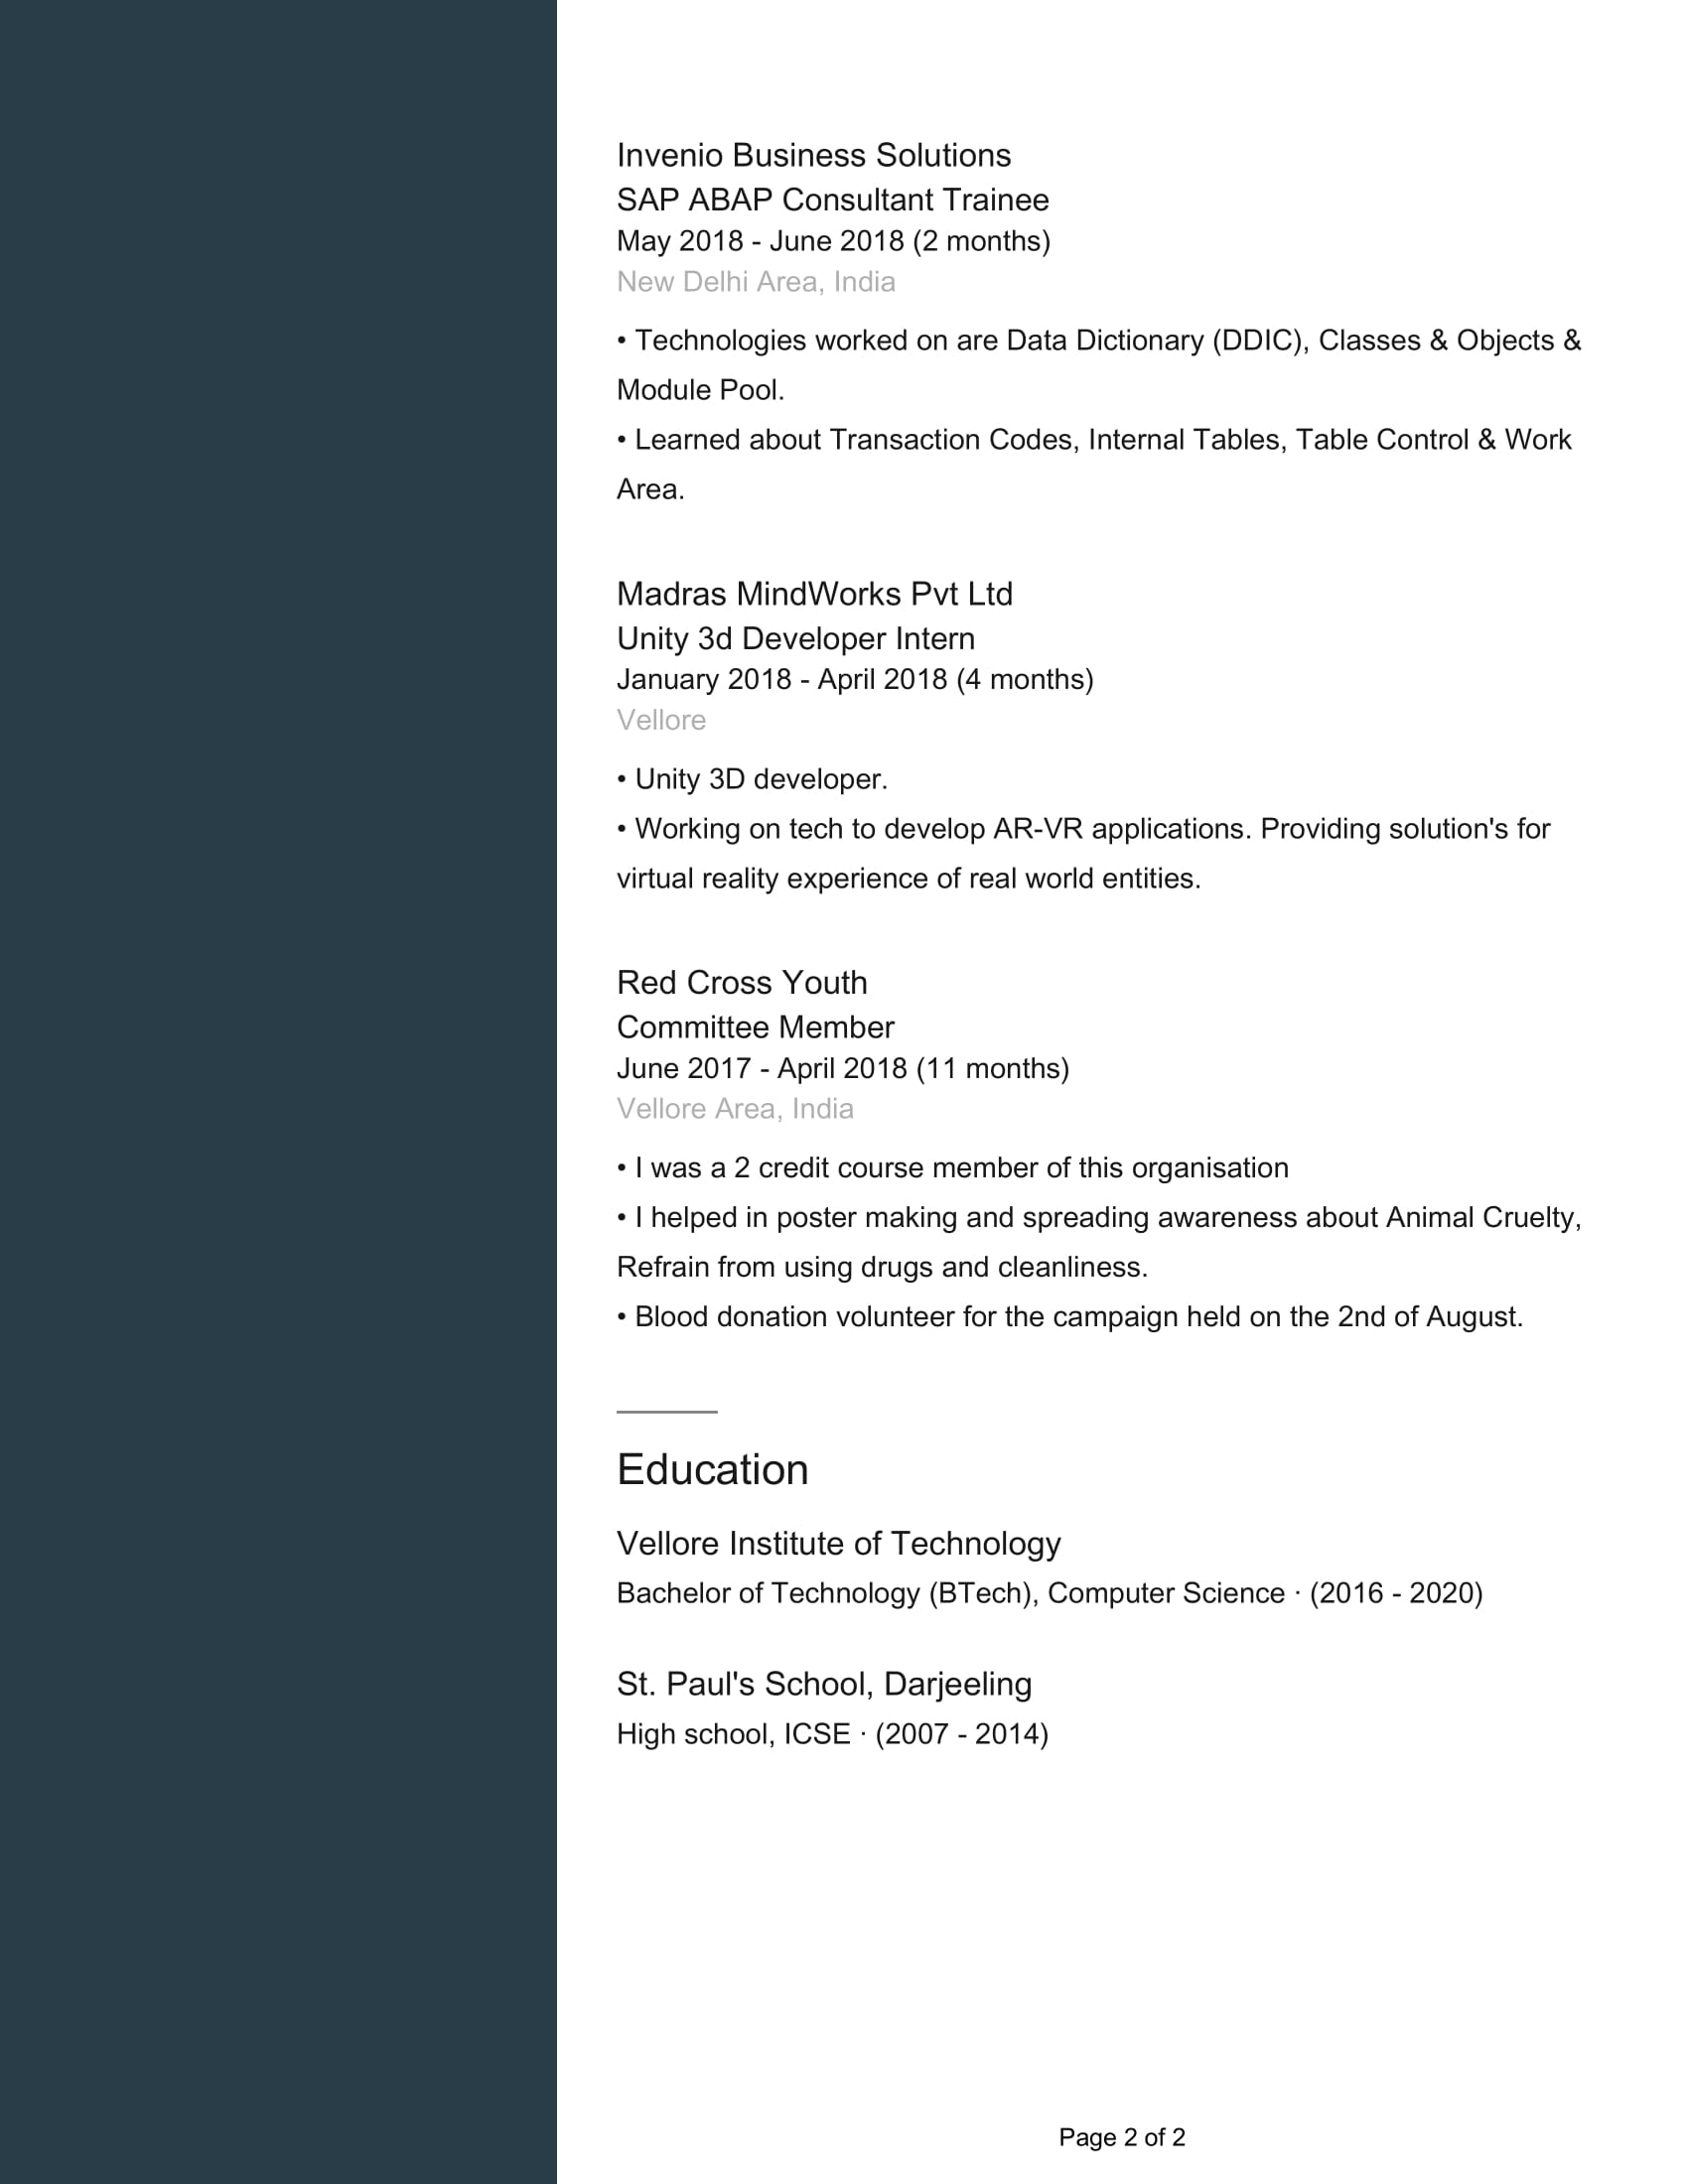 Invenio Business Solutions
SAP ABAP Consultant Trainee
May 2018 - June 2018 (2 months)
New Delhi Area, India
• Technologies worked on are Data Dictionary (DDIC), Classes & Objects &
Module Pool.
• Learned about Transaction Codes, Internal Tables, Table Control & Work
Area.
Madras MindWorks Pvt Ltd
Unity 3d Developer Intern
January 2018 - April 2018 (4 months)
Vellore
• Unity 3D developer.
• Working on tech to develop AR-VR applications. Providing solution's for
virtual reality experience of real world entities.
Red Cross Youth
Committee Member
June 2017 - April 2018 (11 months)
Vellore Area, India
• I was a 2 credit course member of this organisation
• I helped in poster making and spreading awareness about Animal Cruelty,
Refrain from using drugs and cleanliness.
• Blood donation volunteer for the campaign held on the 2nd of August.
Education
Vellore Institute of Technology
Bachelor of Technology (BTech), Computer Science · (2016 - 2020)
St. Paul's School, Darjeeling
High school, ICSE · (2007 - 2014)
Page 2 of 2